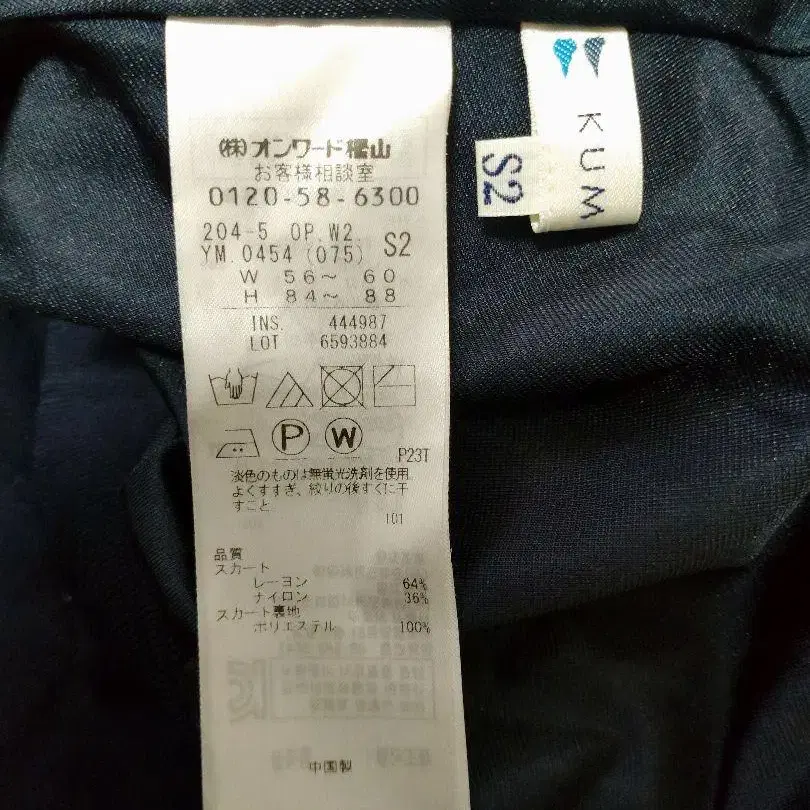 (株)オンワード樫山
お客様相談室
0120-58-6300
204-5 OP.W2.
YM.0454 (075) S2
W 56~ 60
H 84~ 88
INS. 444987
LOT 6593884
P
W
P23T
淡色のものは無蛍光洗剤を使用
よくすすぎ、絞りの後すぐに干
すこと
101
品質
スカート
レーヨン 64%
ナイロン 36%
スカート裏地
ポリエステル 100%
中国製
KUM
S2